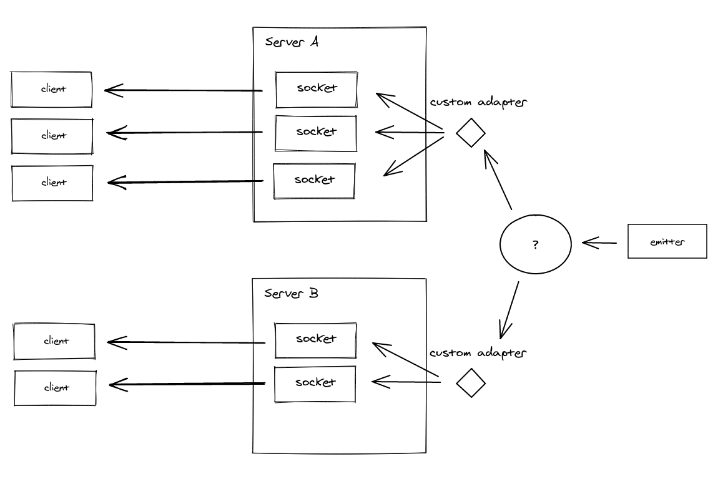 Server A
client
socket
custom adapter
client
socket
client
socket
?
emitter
Server B
client
socket
custom adapter
client
socket